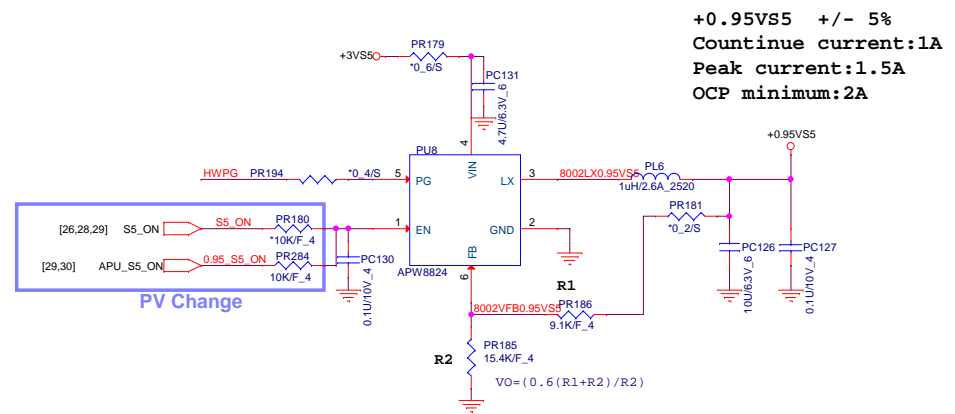 +0.95VS5 +/- 5%
Countinue current:1A
Peak current:1.5A
OCP minimum:2A
+3VS5
PR179
*0_6/S
PC131
4.7U/6.3V_6
+0.95VS5
PU8
4
VIN
HWPG
PR194
*0_4/S
5
PG
LX
3
8002LX0.95VS5
PL6
1uH/2.6A_2520
PR181
*0_2/S
[26,28,29]
S5_ON
S5_ON
PR180
*10K/F_4
1
EN
GND
2
[29,30]
APU_S5_ON
0.95_S5_ON
PR284
10K/F_4
PC130
0.1U/10V_4
FB
APW8824
6
PC126
10U/6.3V_6
PC127
0.1U/10V_4
PV Change
R1
8002VFB0.95VS5
PR186
9.1K/F_4
R2
PR185
15.4K/F_4
VO=(0.6(R1+R2)/R2)